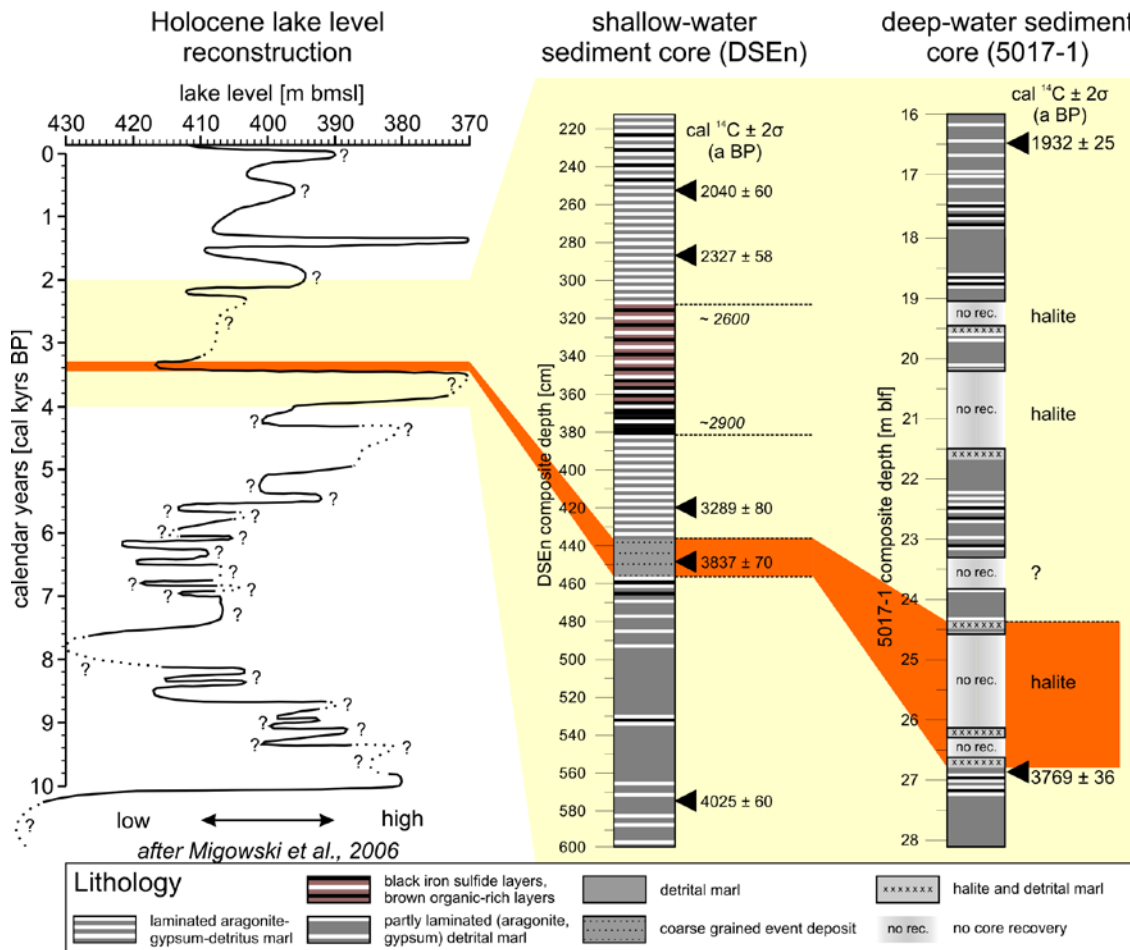 Holocene lake level
reconstruction
lake level [m bmsl]
430 420 410 400 390 380 370
calendar years [cal kyrs BP]
0
1
2
3
4
5
6
7
8
9
10
? ? ? ? ? ? ? ? ? ? ? ? ? ? ? ? ? ? ? ? ? ? ? ? ? ? ?
low high
after Migowski et al., 2006
shallow-water
sediment core (DSEn)
cal ¹⁴C ± 2σ
(a BP)
DSEn composite depth [cm]
220
240
260
280
300
320
340
360
380
400
420
440
460
480
500
520
540
560
580
600
2040 ± 60
2327 ± 58
~ 2600
~2900
3289 ± 80
3837 ± 70
4025 ± 60
deep-water sediment
core (5017-1)
cal ¹⁴C ± 2σ
(a BP)
5017-1 composite depth [m blf]
16
17
18
19
20
21
22
23
24
25
26
27
28
1932 ± 25
no rec. halite
xxxxxxx
no rec. halite
xxxxxxx
no rec. ?
xxxxxxx
no rec. halite
xxxxxxx
no rec.
xxxxxxx
3769 ± 36
Lithology
laminated aragonite-
gypsum-detritus marl
black iron sulfide layers,
brown organic-rich layers
partly laminated (aragonite,
gypsum) detrital marl
detrital marl
coarse grained event deposit
xxxxxxx halite and detrital marl
no rec. no core recovery